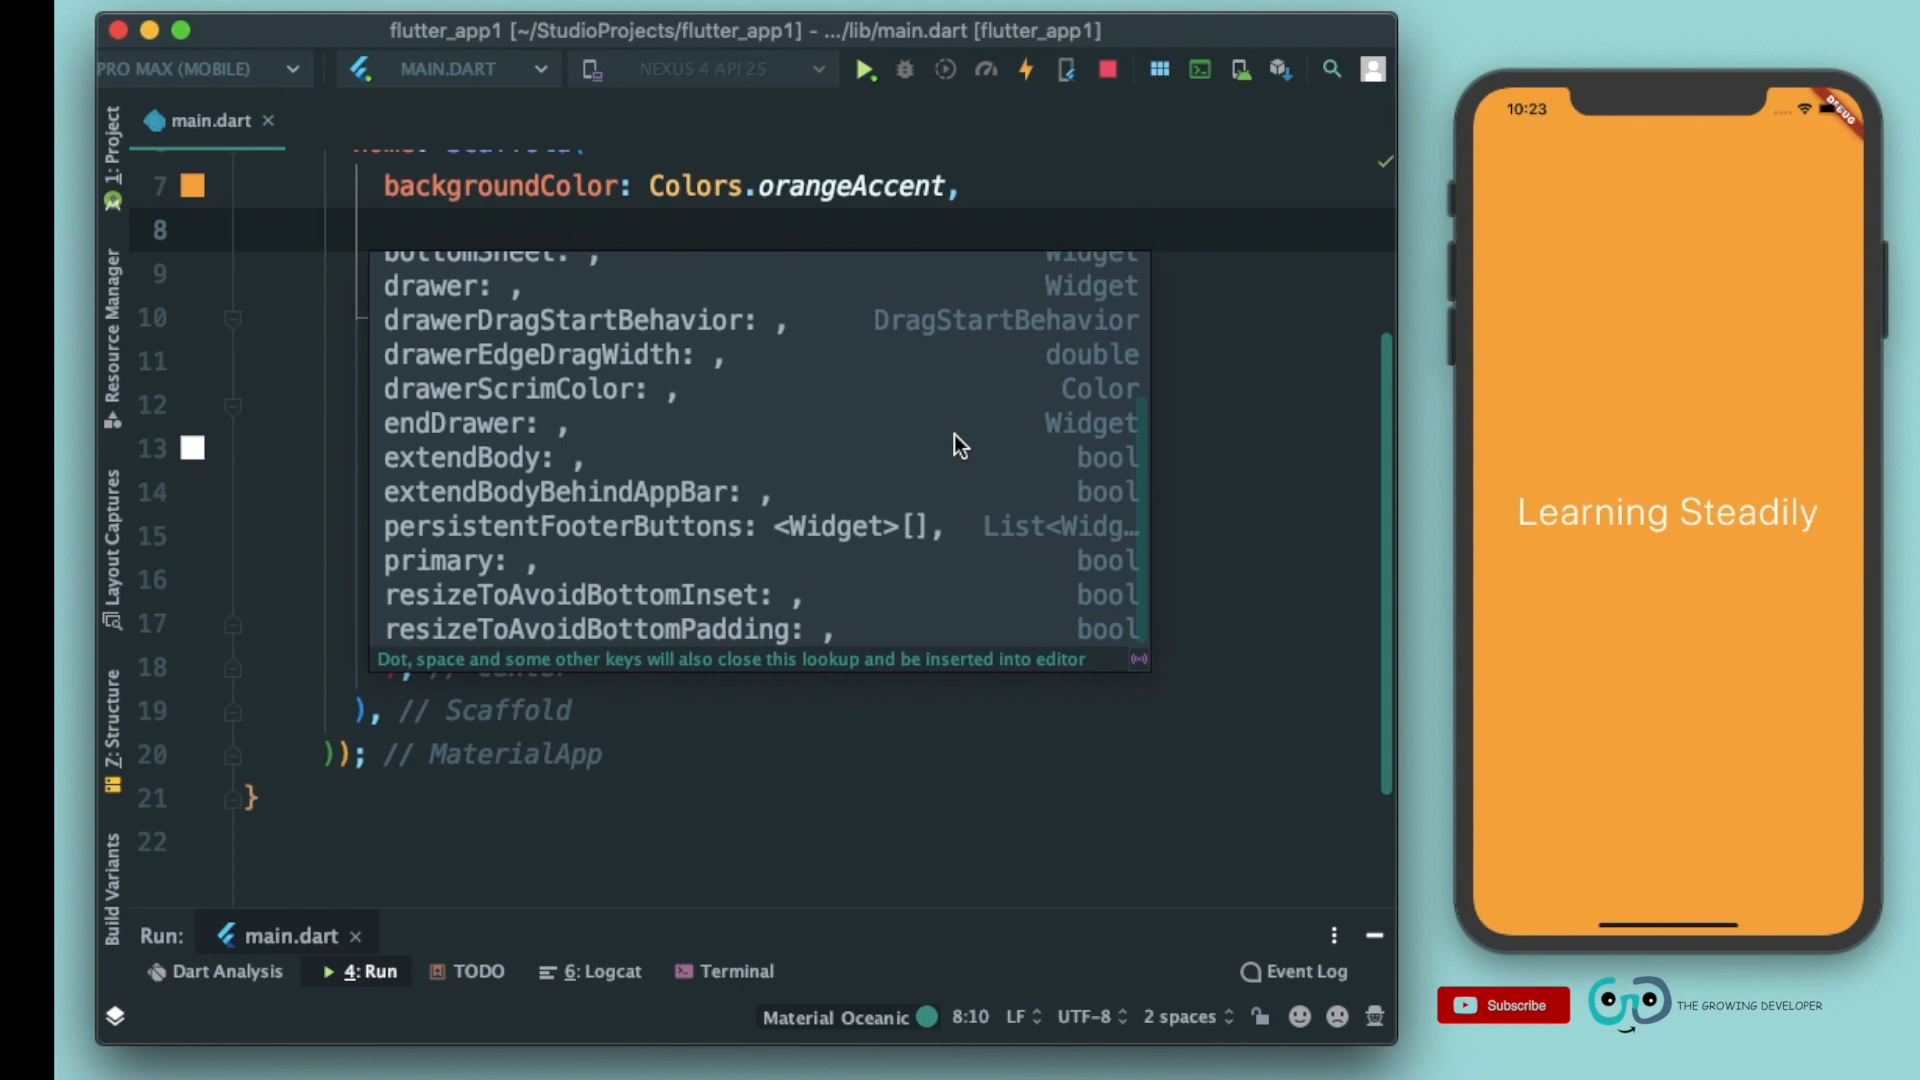 flutter_app1 [~/StudioProjects/flutter_app1] - .../lib/main.dart [flutter_app1]
PRO MAX (MOBILE)
MAIN.DART
NEXUS 4 API 25
main.dart
1: Project
Resource Manager
Layout Captures
Z: Structure
Build Variants
home: Scaffold(
7 backgroundColor: Colors.orangeAccent,
8
9
10
11
12
13
14
15
16
17
18
19
20
21
22
bottomSheet: , Widget
drawer: , Widget
drawerDragStartBehavior: , DragStartBehavior
drawerEdgeDragWidth: , double
drawerScrimColor: , Color
endDrawer: , Widget
extendBody: , bool
extendBodyBehindAppBar: , bool
persistentFooterButtons: <Widget>[], List<Widg…
primary: , bool
resizeToAvoidBottomInset: , bool
resizeToAvoidBottomPadding: , bool
Dot, space and some other keys will also close this lookup and be inserted into editor
), // Scaffold
)); // MaterialApp
}
Run: main.dart
Dart Analysis
4: Run
TODO
6: Logcat
Terminal
Event Log
Material Oceanic
8:10
LF
UTF-8
2 spaces
10:23
DEBUG
Learning Steadily
Subscribe
THE GROWING DEVELOPER